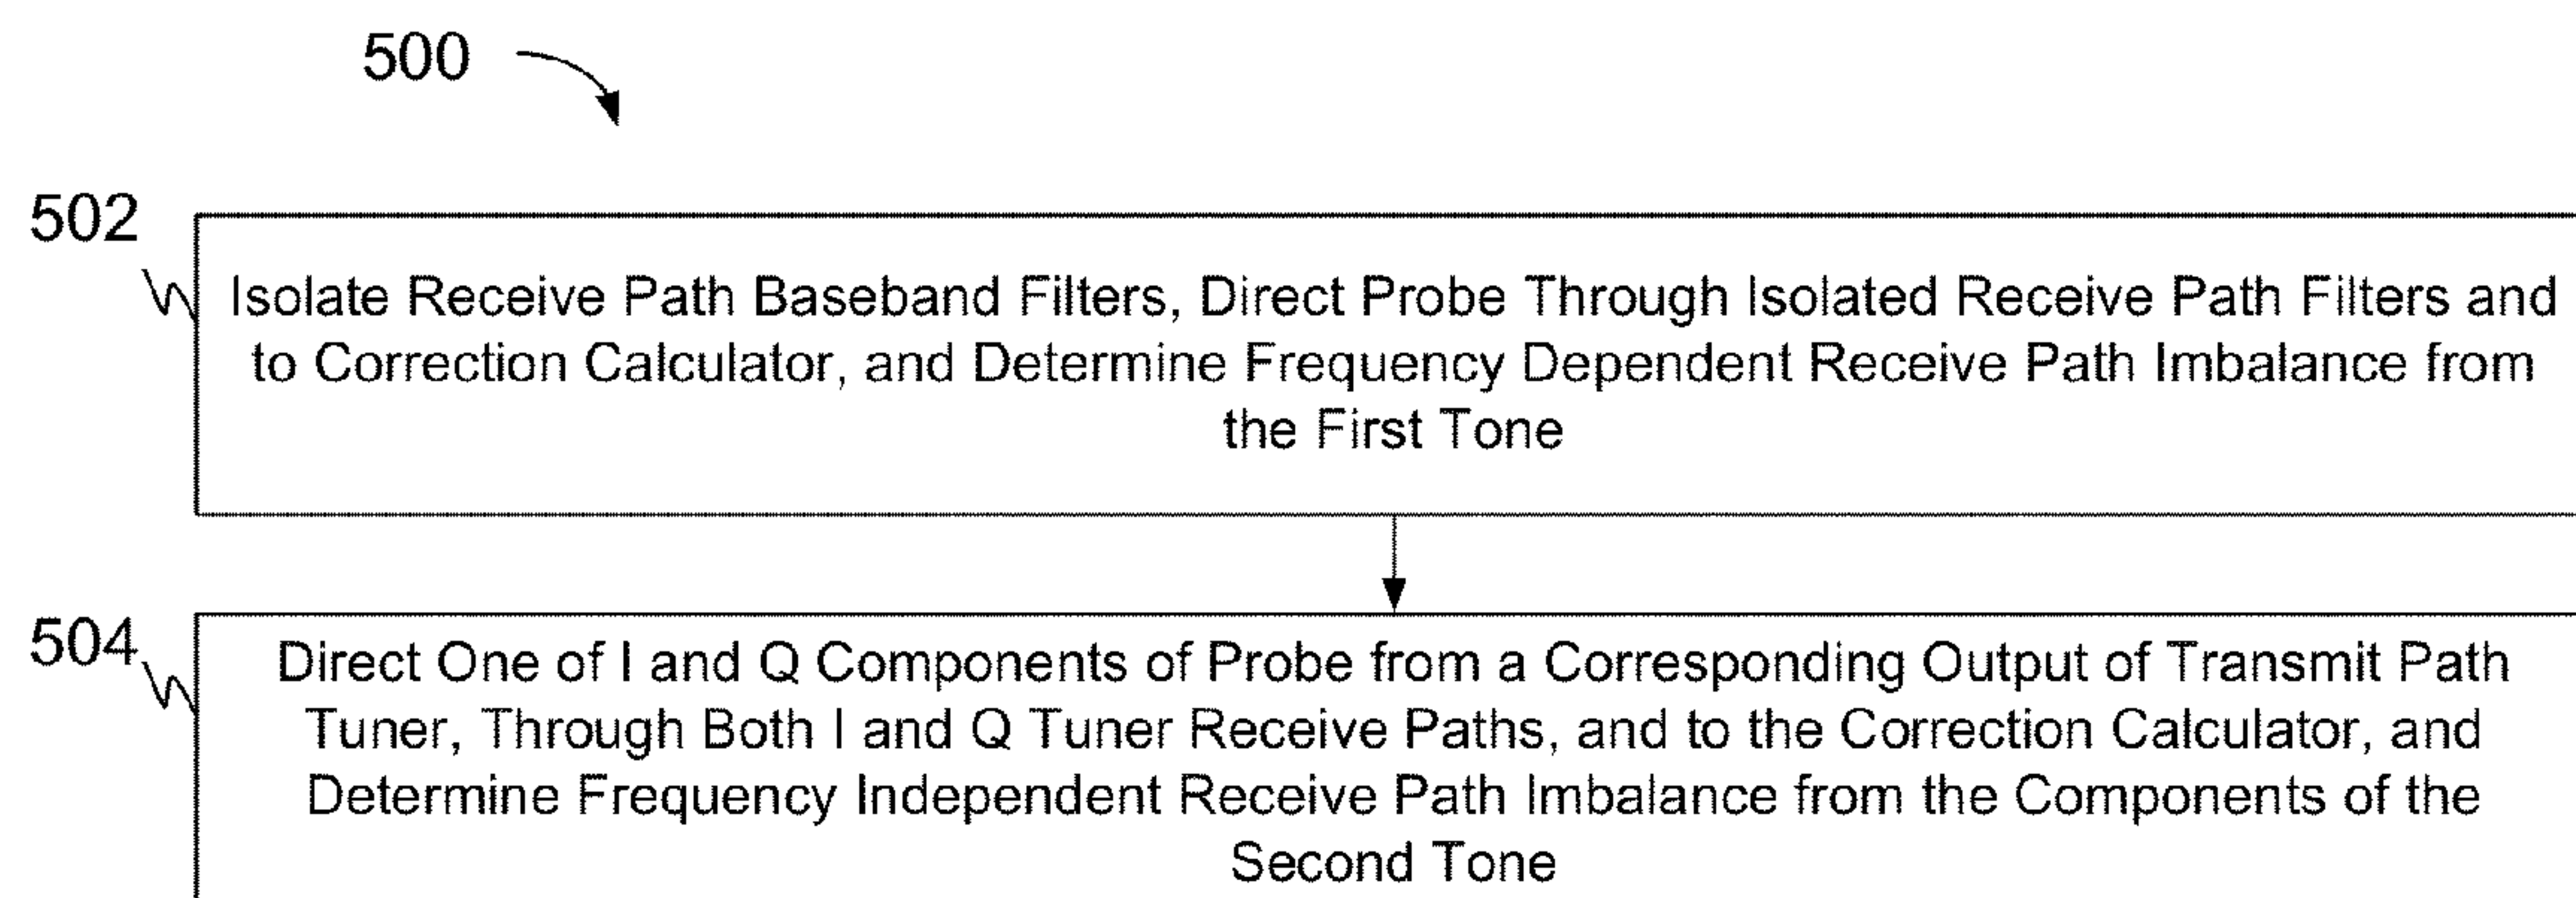 500
502
Isolate Receive Path Baseband Filters, Direct Probe Through Isolated Receive Path Filters and
to Correction Calculator, and Determine Frequency Dependent Receive Path Imbalance from
the First Tone
504
Direct One of I and Q Components of Probe from a Corresponding Output of Transmit Path
Tuner, Through Both I and Q Tuner Receive Paths, and to the Correction Calculator, and
Determine Frequency Independent Receive Path Imbalance from the Components of the
Second Tone